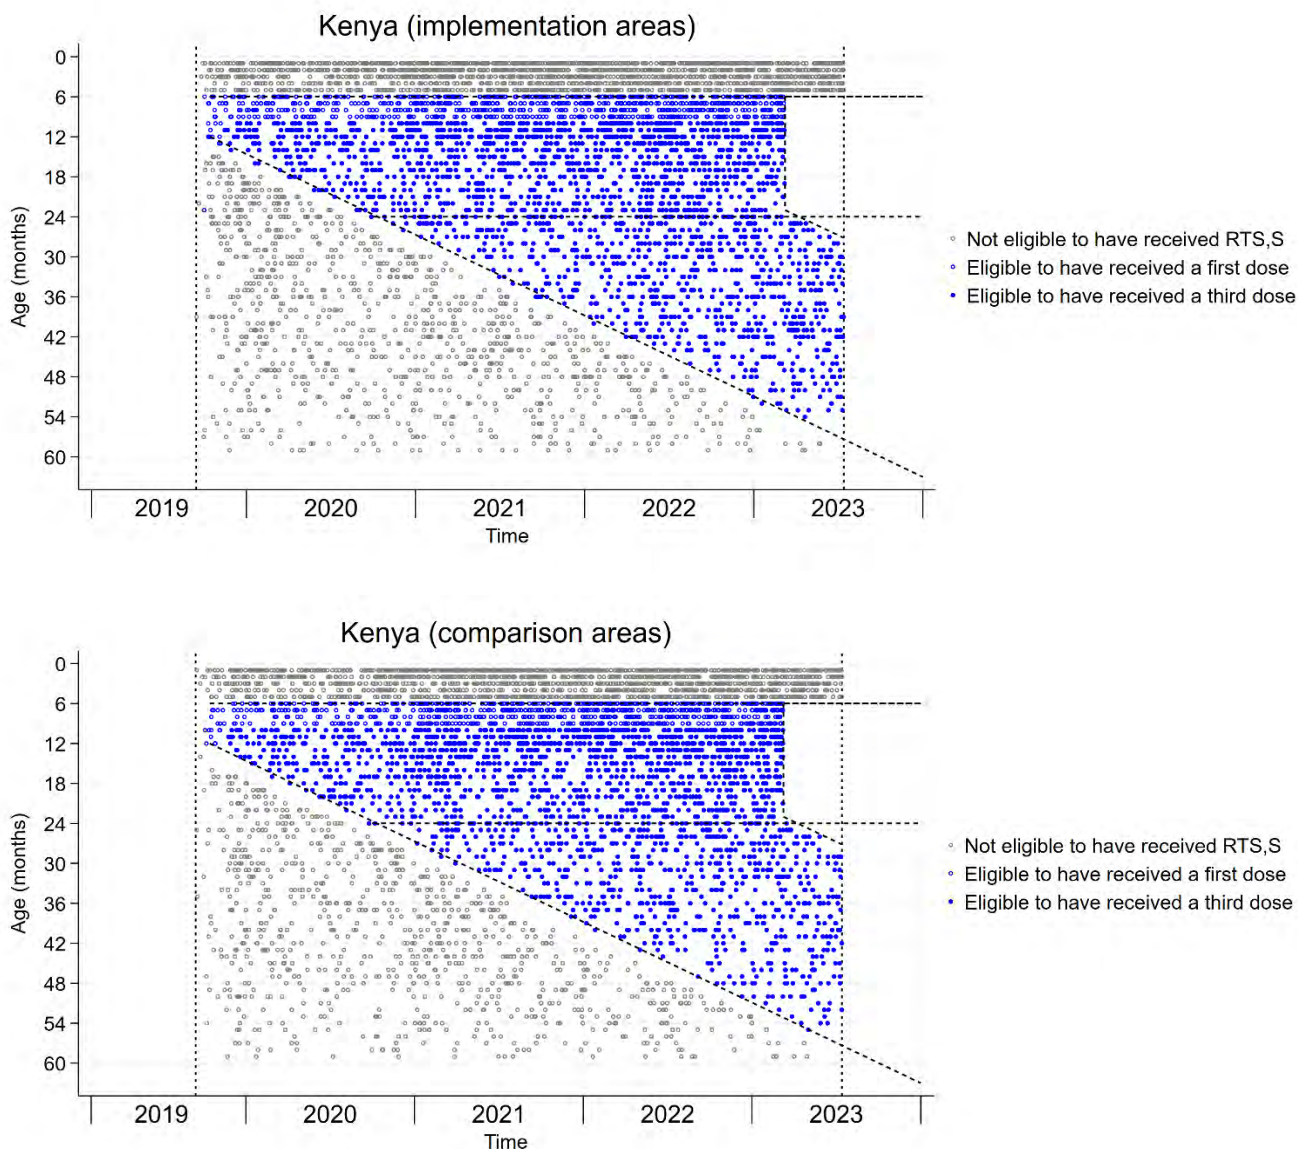 Kenya (implementation areas)
Age (months)
0
6
12
18
24
30
36
42
48
54
60
2019 2020 2021 2022 2023
Time
Not eligible to have received RTS,S
Eligible to have received a first dose
Eligible to have received a third dose
Kenya (comparison areas)
Age (months)
0
6
12
18
24
30
36
42
48
54
60
2019 2020 2021 2022 2023
Time
Not eligible to have received RTS,S
Eligible to have received a first dose
Eligible to have received a third dose